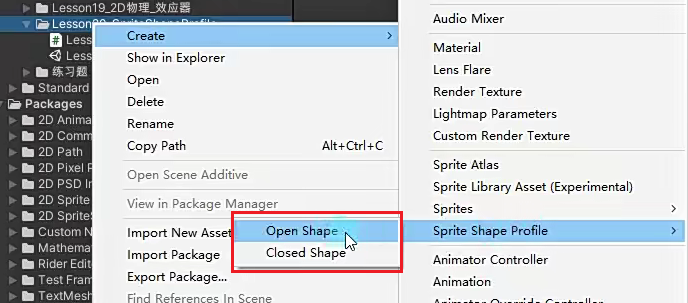 Lesson19_2D物理_效应器
Lesson20_SpriteShapeProfile
Less
Less
练习题
Standard
Packages
2D Anima
2D Comm
2D Path
2D Pixel P
2D PSD In
2D Sprite
2D SpriteS
Custom N
Mathema
Rider Edito
Test Fram
TextMesh
Create
Show in Explorer
Open
Delete
Rename
Copy Path Alt+Ctrl+C
Open Scene Additive
View in Package Manager
Import New Asset
Import Package
Export Package...
Find References In Scene
Open Shape
Closed Shape
Audio Mixer
Material
Lens Flare
Render Texture
Lightmap Parameters
Custom Render Texture
Sprite Atlas
Sprite Library Asset (Experimental)
Sprites
Sprite Shape Profile
Animator Controller
Animation
Animator Override Controller